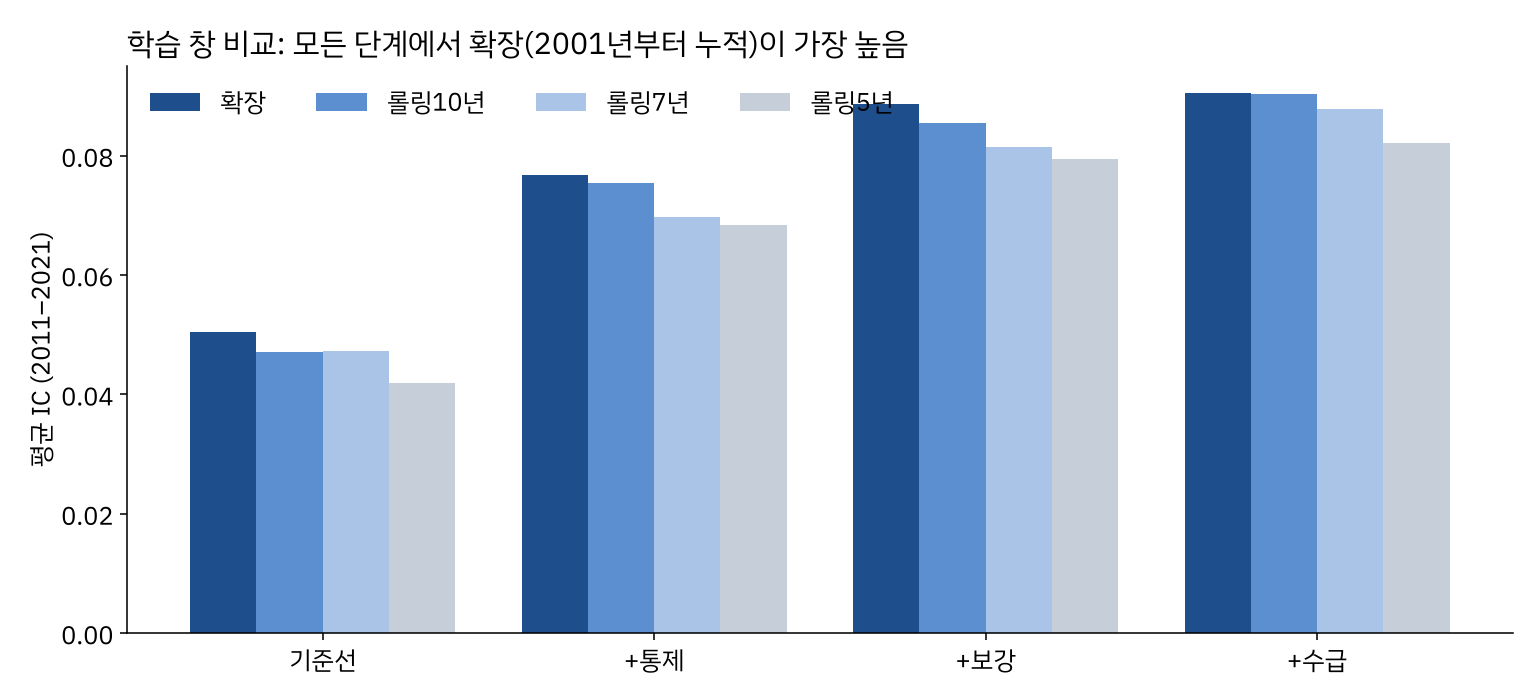 학습 창 비교: 모든 단계에서 확장(2001년부터 누적)이 가장 높음
확장 롤링10년 롤링7년 롤링5년
평균 IC (2011–2021)
0.08
0.06
0.04
0.02
0.00
기준선 +통제 +보강 +수급